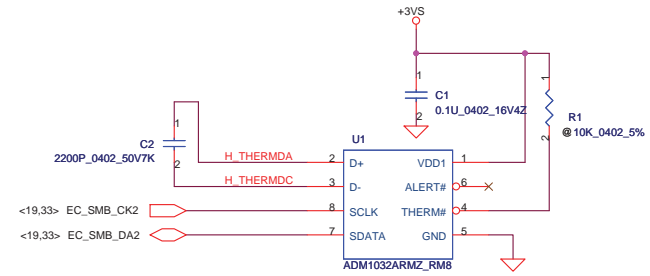 +3VS
1
C1
0.1U_0402_16V4Z
2
1
R1
@10K_0402_5%
2
1
C2
2200P_0402_50V7K
2
U1
H_THERMDA
2
D+
VDD1
1
H_THERMDC
3
D-
ALERT#
6
<19,33> EC_SMB_CK2
8
SCLK
THERM#
4
<19,33> EC_SMB_DA2
7
SDATA
GND
5
ADM1032ARMZ_RM8